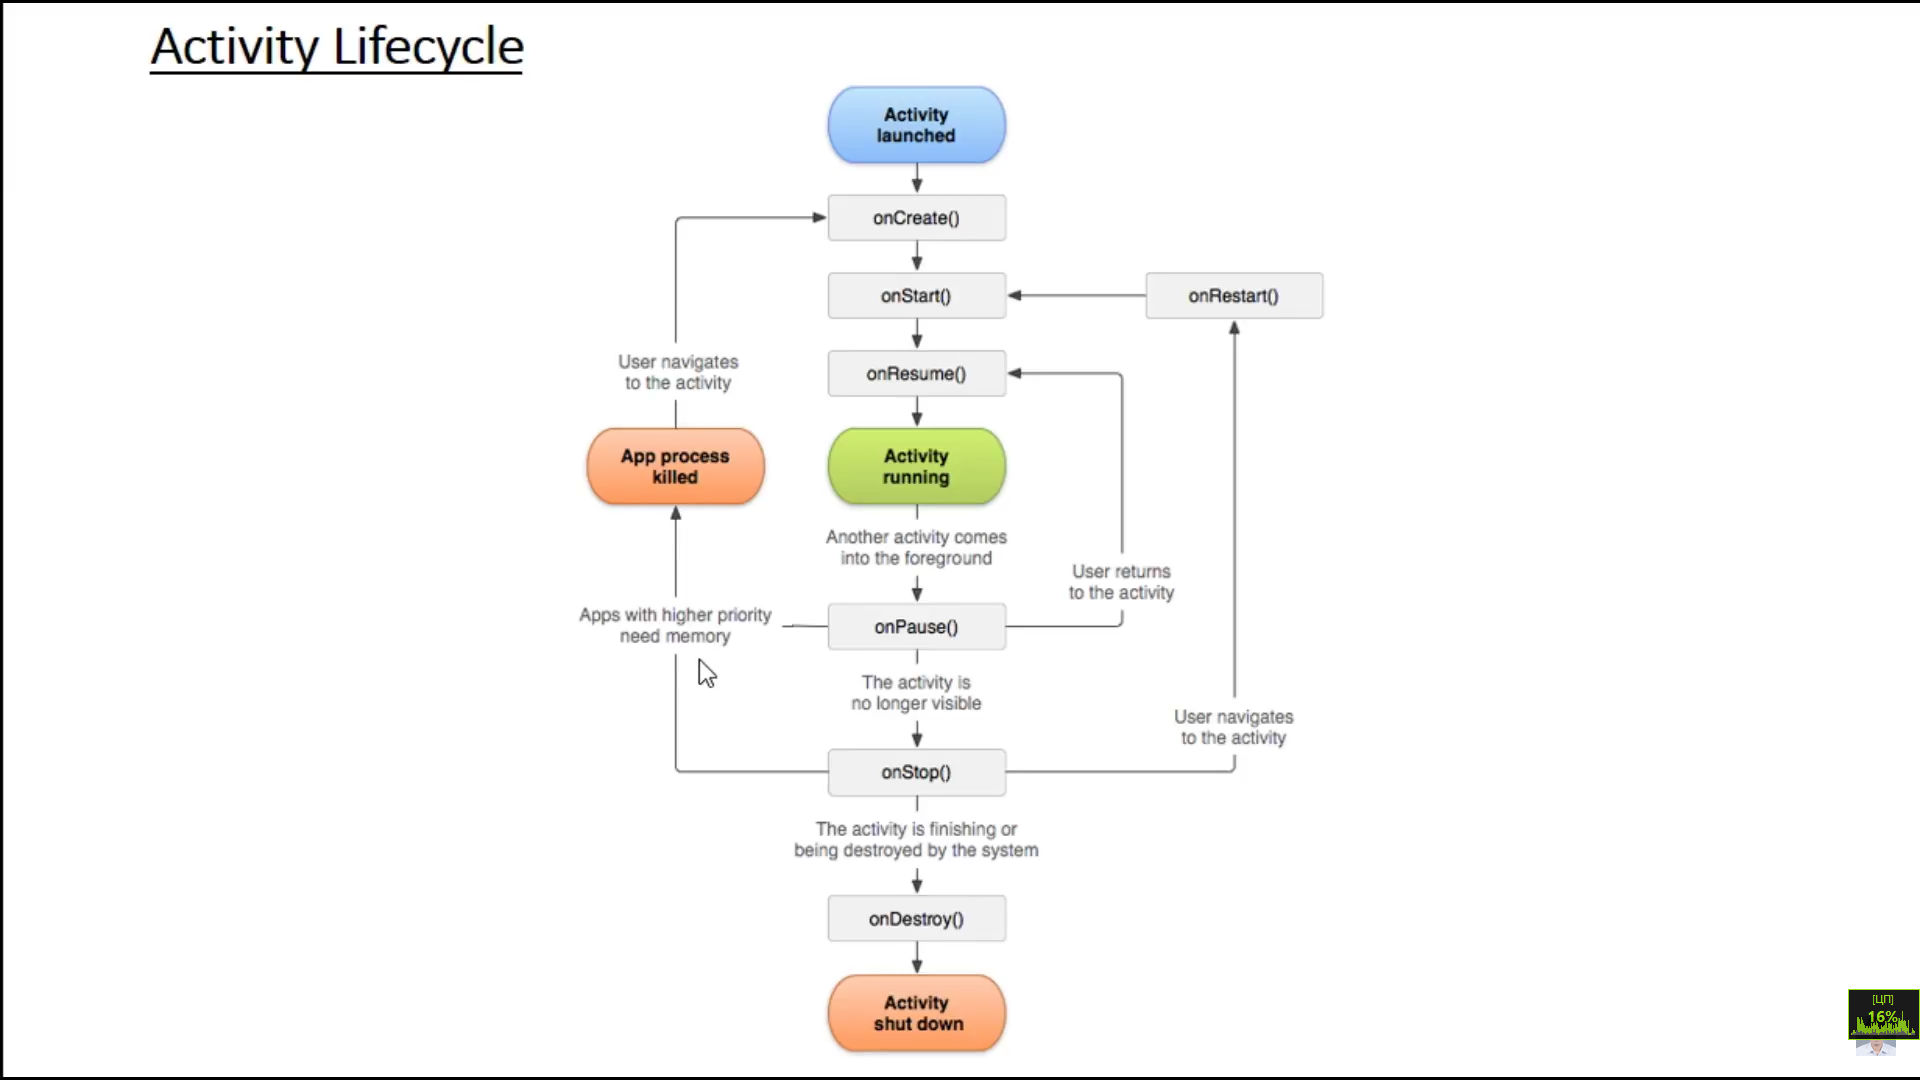 Activity Lifecycle
Activity
launched
onCreate()
onStart()
onRestart()
onResume()
User navigates
to the activity
App process
killed
Activity
running
Another activity comes
into the foreground
User returns
to the activity
Apps with higher priority
need memory
onPause()
The activity is
no longer visible
User navigates
to the activity
onStop()
The activity is finishing or
being destroyed by the system
onDestroy()
Activity
shut down
[ЦП]
16%